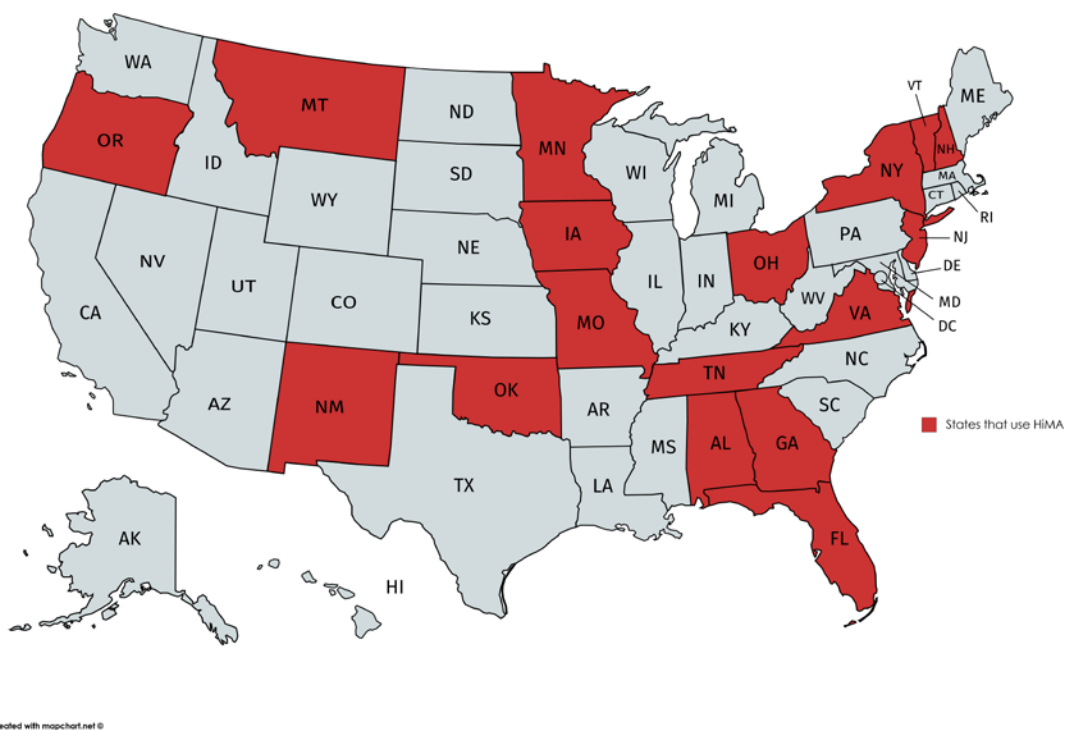 WA
MT
ND
MN
VT
ME
OR
ID
SD
WI
MI
NY
NH
MA
CT
RI
WY
NE
IA
PA
NJ
NV
UT
CO
IL
IN
OH
DE
CA
KS
MO
WV
VA
MD
KY
DC
AZ
NM
OK
AR
TN
NC
SC
MS
AL
GA
States that use HiMA
TX
LA
AK
HI
FL
eated with mapchart.net ©